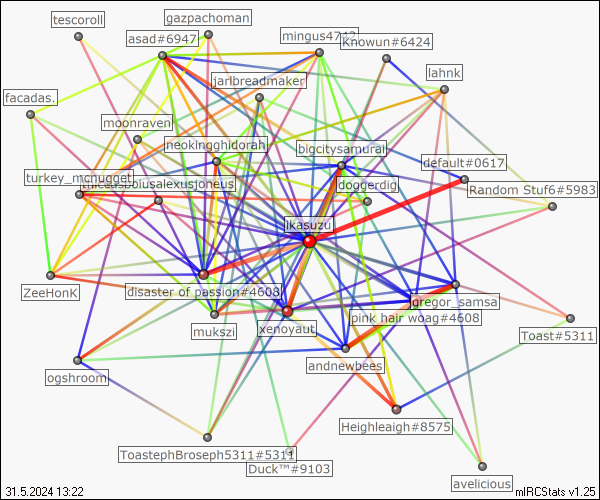 tescoroll
gazpachoman
asad#6947
mingus4742
Knowun#6424
jarlbreadmaker
lahnk
facadas.
moonraven
neokingghidorah
bigcitysamurai
default#0617
turkey_mcnugget
thiccusboiusalexusjoneus
doggerdig
Random Stuf6#5983
ikasuzu
ZeeHonK
disaster of passion#4608
gregor_samsa
mukszi
xenoyaut
pink hair woag#4608
Toast#5311
andnewbees
ogshroom
Heighleaigh#8575
ToastephBroseph5311#5311
Duck™#9103
avelicious
31.5.2024 13:22
mIRCStats v1.25